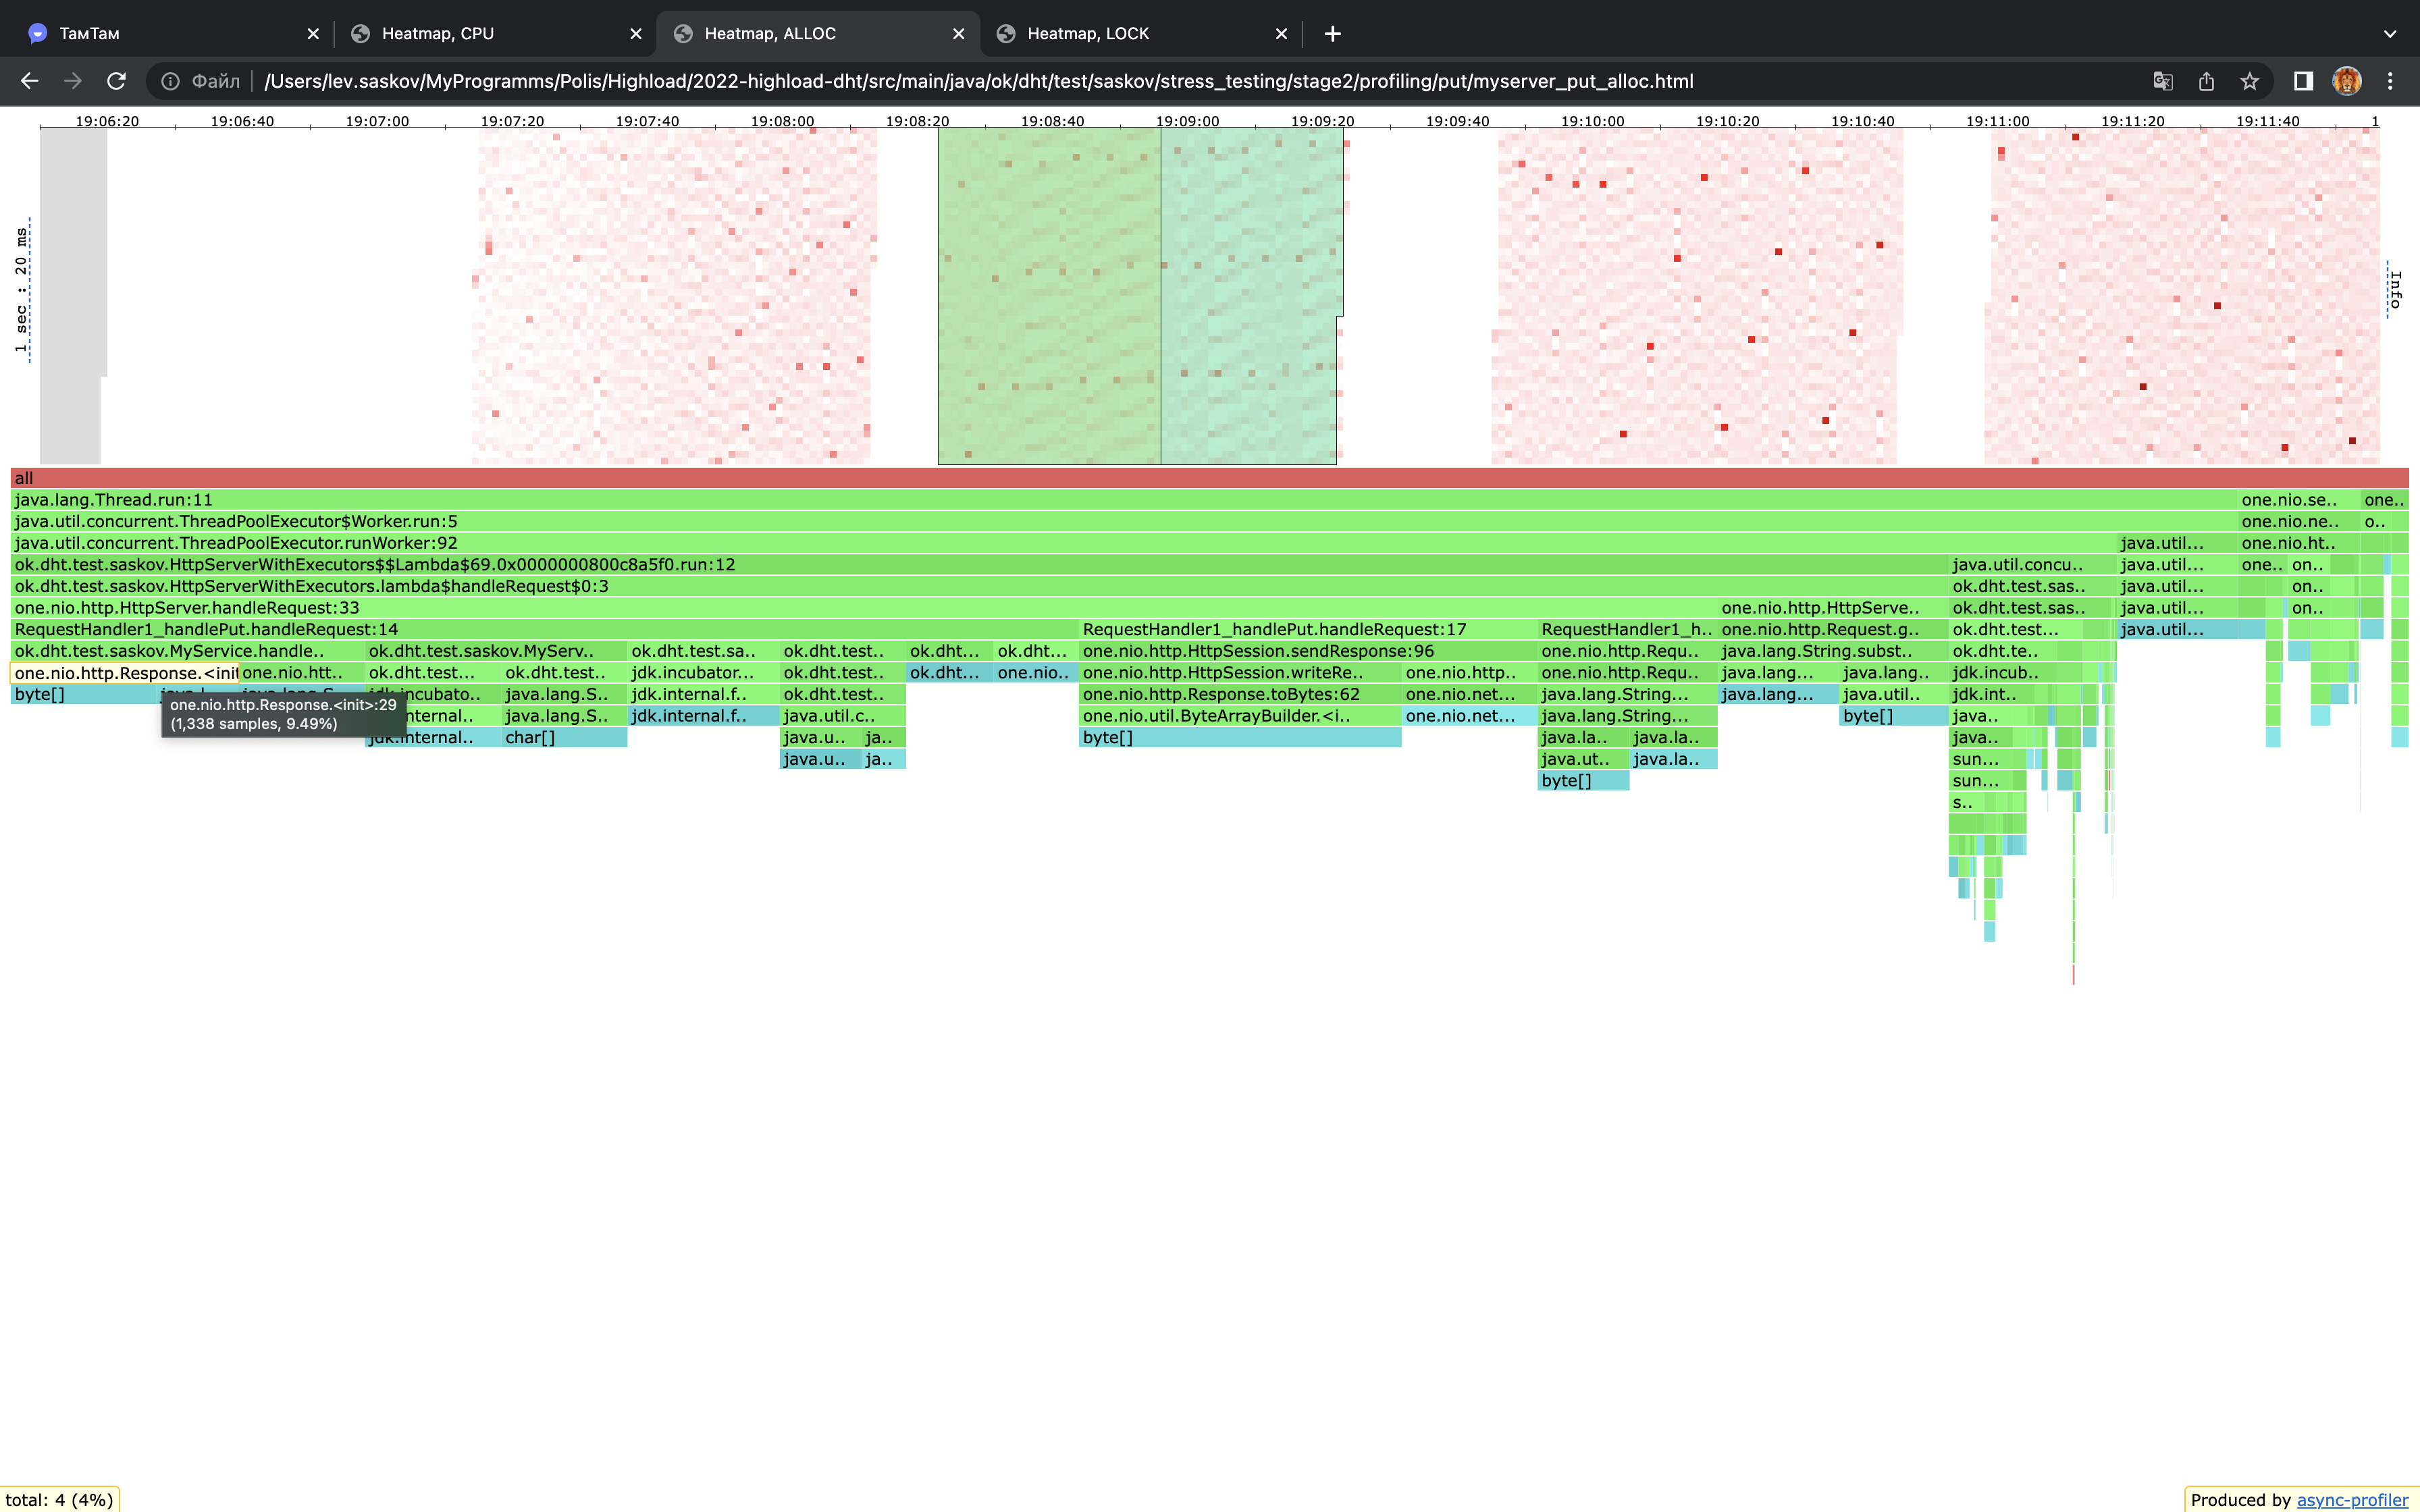 ТамТам
Heatmap, CPU
Heatmap, ALLOC
Heatmap, LOCK
Файл
/Users/lev.saskov/MyProgramms/Polis/Highload/2022-highload-dht/src/main/java/ok/dht/test/saskov/stress_testing/stage2/profiling/put/myserver_put_alloc.html
19:06:20 19:06:40 19:07:00 19:07:20 19:07:40 19:08:00 19:08:20 19:08:40 19:09:00 19:09:20 19:09:40 19:10:00 19:10:20 19:10:40 19:11:00 19:11:20 19:11:40 1
1 sec : 20 ms
Info
all
java.lang.Thread.run:11 one.nio.se.. one..
java.util.concurrent.ThreadPoolExecutor$Worker.run:5 one.nio.ne.. o..
java.util.concurrent.ThreadPoolExecutor.runWorker:92 java.util... one.nio.ht..
ok.dht.test.saskov.HttpServerWithExecutors$$Lambda$69.0x0000000800c8a5f0.run:12 java.util.concu.. java.util... one.. on..
ok.dht.test.saskov.HttpServerWithExecutors.lambda$handleRequest$0:3 ok.dht.test.sas.. java.util... on..
one.nio.http.HttpServer.handleRequest:33 one.nio.http.HttpServe.. ok.dht.test.sas.. java.util... on..
RequestHandler1_handlePut.handleRequest:14 RequestHandler1_handlePut.handleRequest:17 RequestHandler1_h.. one.nio.http.Request.g.. ok.dht.test... java.util...
ok.dht.test.saskov.MyService.handle.. ok.dht.test.saskov.MyServ.. ok.dht.test.sa.. ok.dht.test.. ok.dht... ok.dht... one.nio.http.HttpSession.sendResponse:96 one.nio.http.Requ.. java.lang.String.subst.. ok.dht.te..
one.nio.http.Response.<init one.nio.htt.. ok.dht.test... ok.dht.test.. jdk.incubator... ok.dht.test.. ok.dht... one.nio.. one.nio.http.HttpSession.writeRe.. one.nio.http.. one.nio.http.Requ.. java.lang... java.lang.. jdk.incub..
byte[] jdk.incubato.. java.lang.S.. jdk.internal.f.. ok.dht.test.. one.nio.http.Response.toBytes:62 one.nio.net... java.lang.String... java.lang... java.util.. jdk.int..
one.nio.http.Response.<init>:29
(1,338 samples, 9.49%)
nternal.. java.lang.S.. jdk.internal.f.. java.util.c.. one.nio.util.ByteArrayBuilder.<i.. one.nio.net... java.lang.String... byte[] java..
jdk.internal.. char[] java.u.. ja.. byte[] java.la.. java.la.. java..
java.u.. ja.. java.ut.. java.la.. sun...
byte[] sun...
s..
total: 4 (4%)
Produced by async-profiler